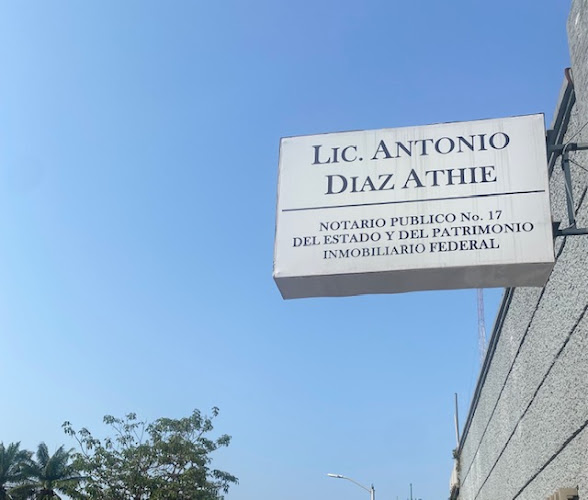 LIC. ANTONIO
DIAZ ATHIE
NOTARIO PUBLICO No. 17
DEL ESTADO Y DEL PATRIMONIO
INMOBILIARIO FEDERAL